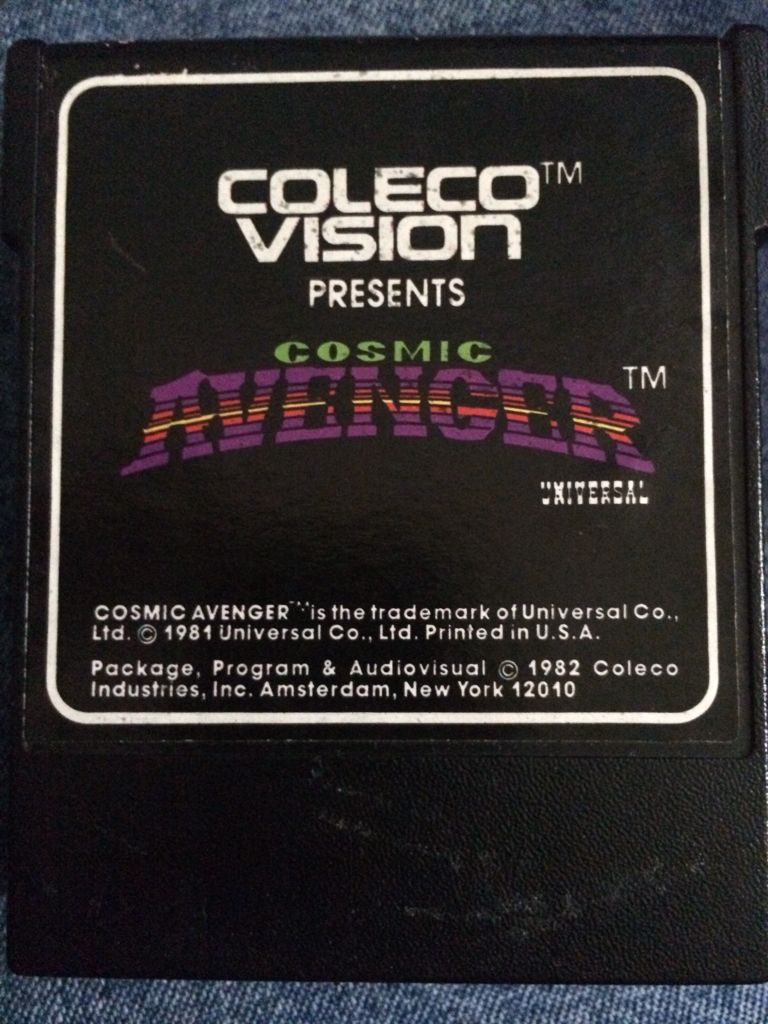 COLECO™
VISION
PRESENTS
COSMIC
AVENGER™
UNIVERSAL
COSMIC AVENGER™ is the trademark of Universal Co.,
Ltd. © 1981 Universal Co., Ltd. Printed in U.S.A.
Package, Program & Audiovisual © 1982 Coleco
Industries, Inc. Amsterdam, New York 12010